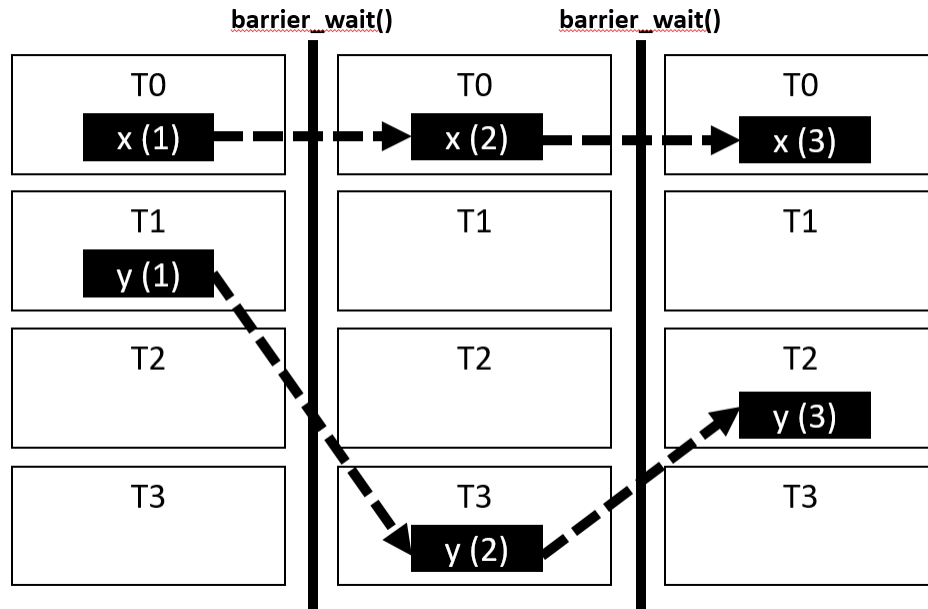 barrier_wait() barrier_wait()
T0 T0 T0
x (1) x (2) x (3)
T1 T1 T1
y (1)
T2 T2 T2
y (3)
T3 T3 T3
y (2)